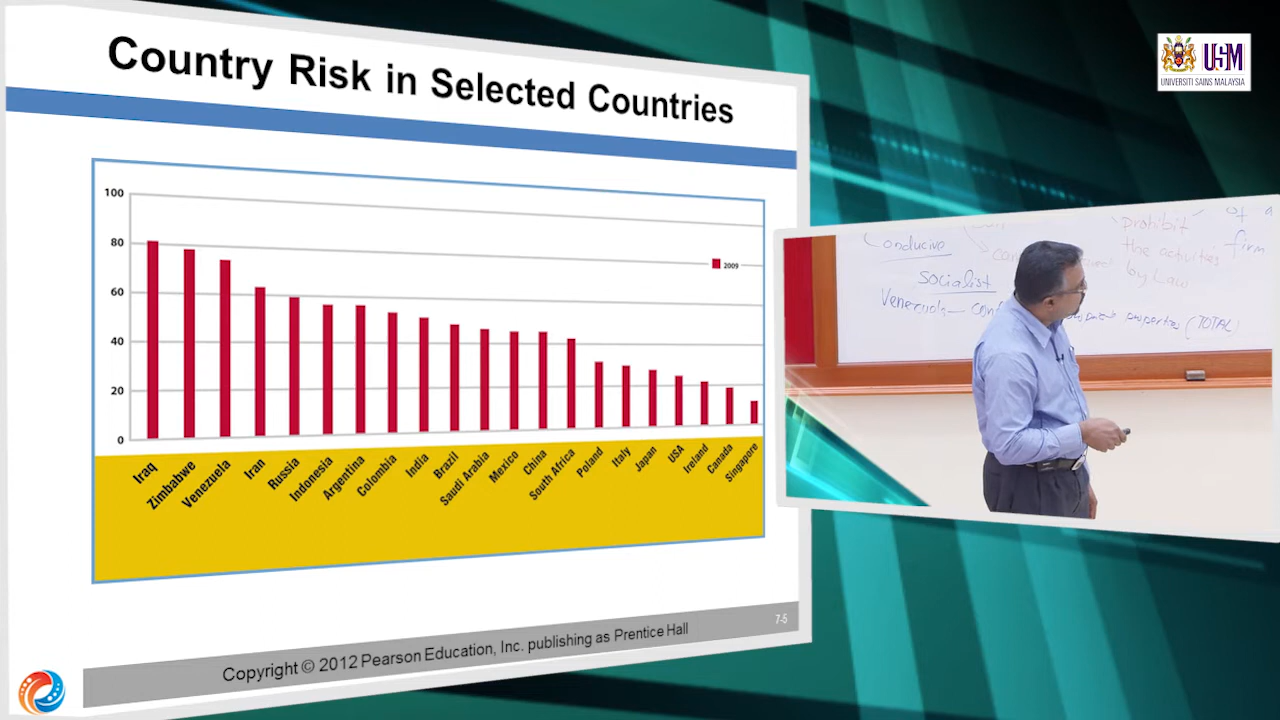 Country Risk in Selected Countries
100
80
60
40
20
0
2009
Iraq
Zimbabwe
Venezuela
Iran
Russia
Indonesia
Argentina
Colombia
India
Brazil
Saudi Arabia
Mexico
China
South Africa
Poland
Italy
Japan
USA
Ireland
Canada
Singapore
Copyright © 2012 Pearson Education, Inc. publishing as Prentice Hall
7-5
USM
UNIVERSITI SAINS MALAYSIA
Conducive
prohibit
of a
the activities
firm
by Law
socialist
(TOTAL)